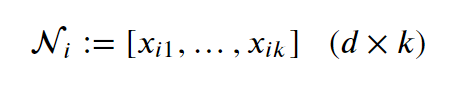 𝒩ᵢ := [xᵢ₁, … , xᵢₖ] (d × k)